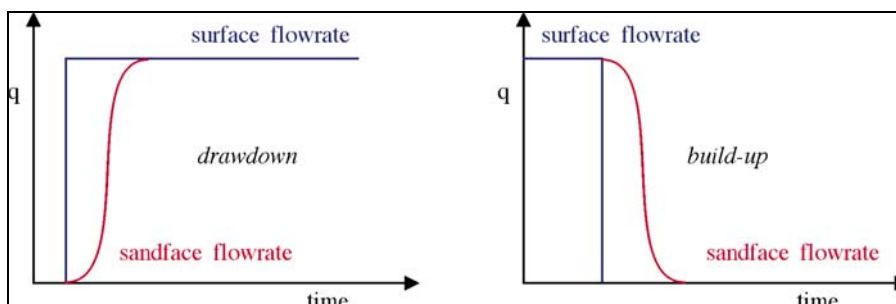 surface flowrate
q
drawdown
sandface flowrate
time
surface flowrate
q
build-up
sandface flowrate
time